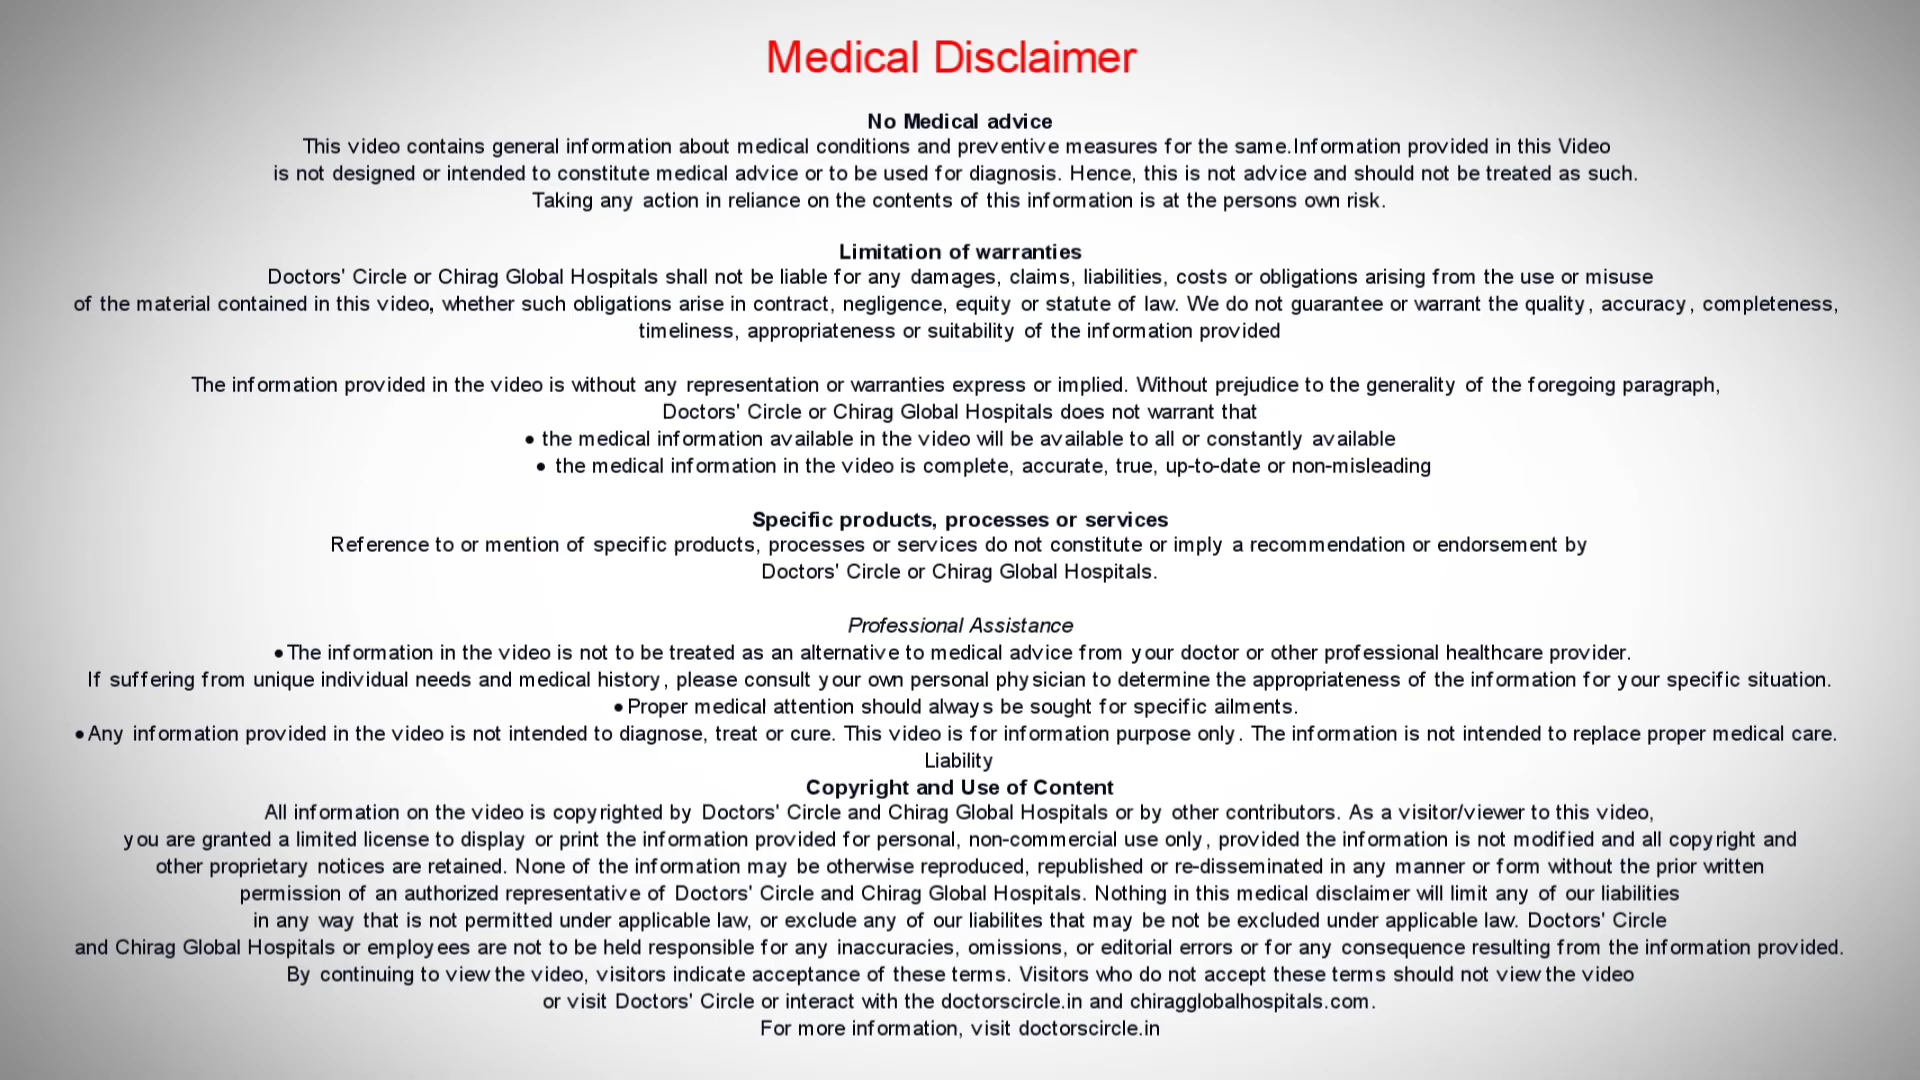 Medical Disclaimer
No Medical advice
This video contains general information about medical conditions and preventive measures for the same.Information provided in this Video
is not designed or intended to constitute medical advice or to be used for diagnosis. Hence, this is not advice and should not be treated as such.
Taking any action in reliance on the contents of this information is at the persons own risk.
Limitation of warranties
Doctors' Circle or Chirag Global Hospitals shall not be liable for any damages, claims, liabilities, costs or obligations arising from the use or misuse
of the material contained in this video, whether such obligations arise in contract, negligence, equity or statute of law. We do not guarantee or warrant the quality, accuracy, completeness,
timeliness, appropriateness or suitability of the information provided
The information provided in the video is without any representation or warranties express or implied. Without prejudice to the generality of the foregoing paragraph,
Doctors' Circle or Chirag Global Hospitals does not warrant that
• the medical information available in the video will be available to all or constantly available
• the medical information in the video is complete, accurate, true, up-to-date or non-misleading
Specific products, processes or services
Reference to or mention of specific products, processes or services do not constitute or imply a recommendation or endorsement by
Doctors' Circle or Chirag Global Hospitals.
Professional Assistance
•The information in the video is not to be treated as an alternative to medical advice from your doctor or other professional healthcare provider.
If suffering from unique individual needs and medical history, please consult your own personal physician to determine the appropriateness of the information for your specific situation.
•Proper medical attention should always be sought for specific ailments.
•Any information provided in the video is not intended to diagnose, treat or cure. This video is for information purpose only. The information is not intended to replace proper medical care.
Liability
Copyright and Use of Content
All information on the video is copyrighted by Doctors' Circle and Chirag Global Hospitals or by other contributors. As a visitor/viewer to this video,
you are granted a limited license to display or print the information provided for personal, non-commercial use only, provided the information is not modified and all copyright and
other proprietary notices are retained. None of the information may be otherwise reproduced, republished or re-disseminated in any manner or form without the prior written
permission of an authorized representative of Doctors' Circle and Chirag Global Hospitals. Nothing in this medical disclaimer will limit any of our liabilities
in any way that is not permitted under applicable law, or exclude any of our liabilites that may be not be excluded under applicable law. Doctors' Circle
and Chirag Global Hospitals or employees are not to be held responsible for any inaccuracies, omissions, or editorial errors or for any consequence resulting from the information provided.
By continuing to view the video, visitors indicate acceptance of these terms. Visitors who do not accept these terms should not view the video
or visit Doctors' Circle or interact with the doctorscircle.in and chiragglobalhospitals.com.
For more information, visit doctorscircle.in